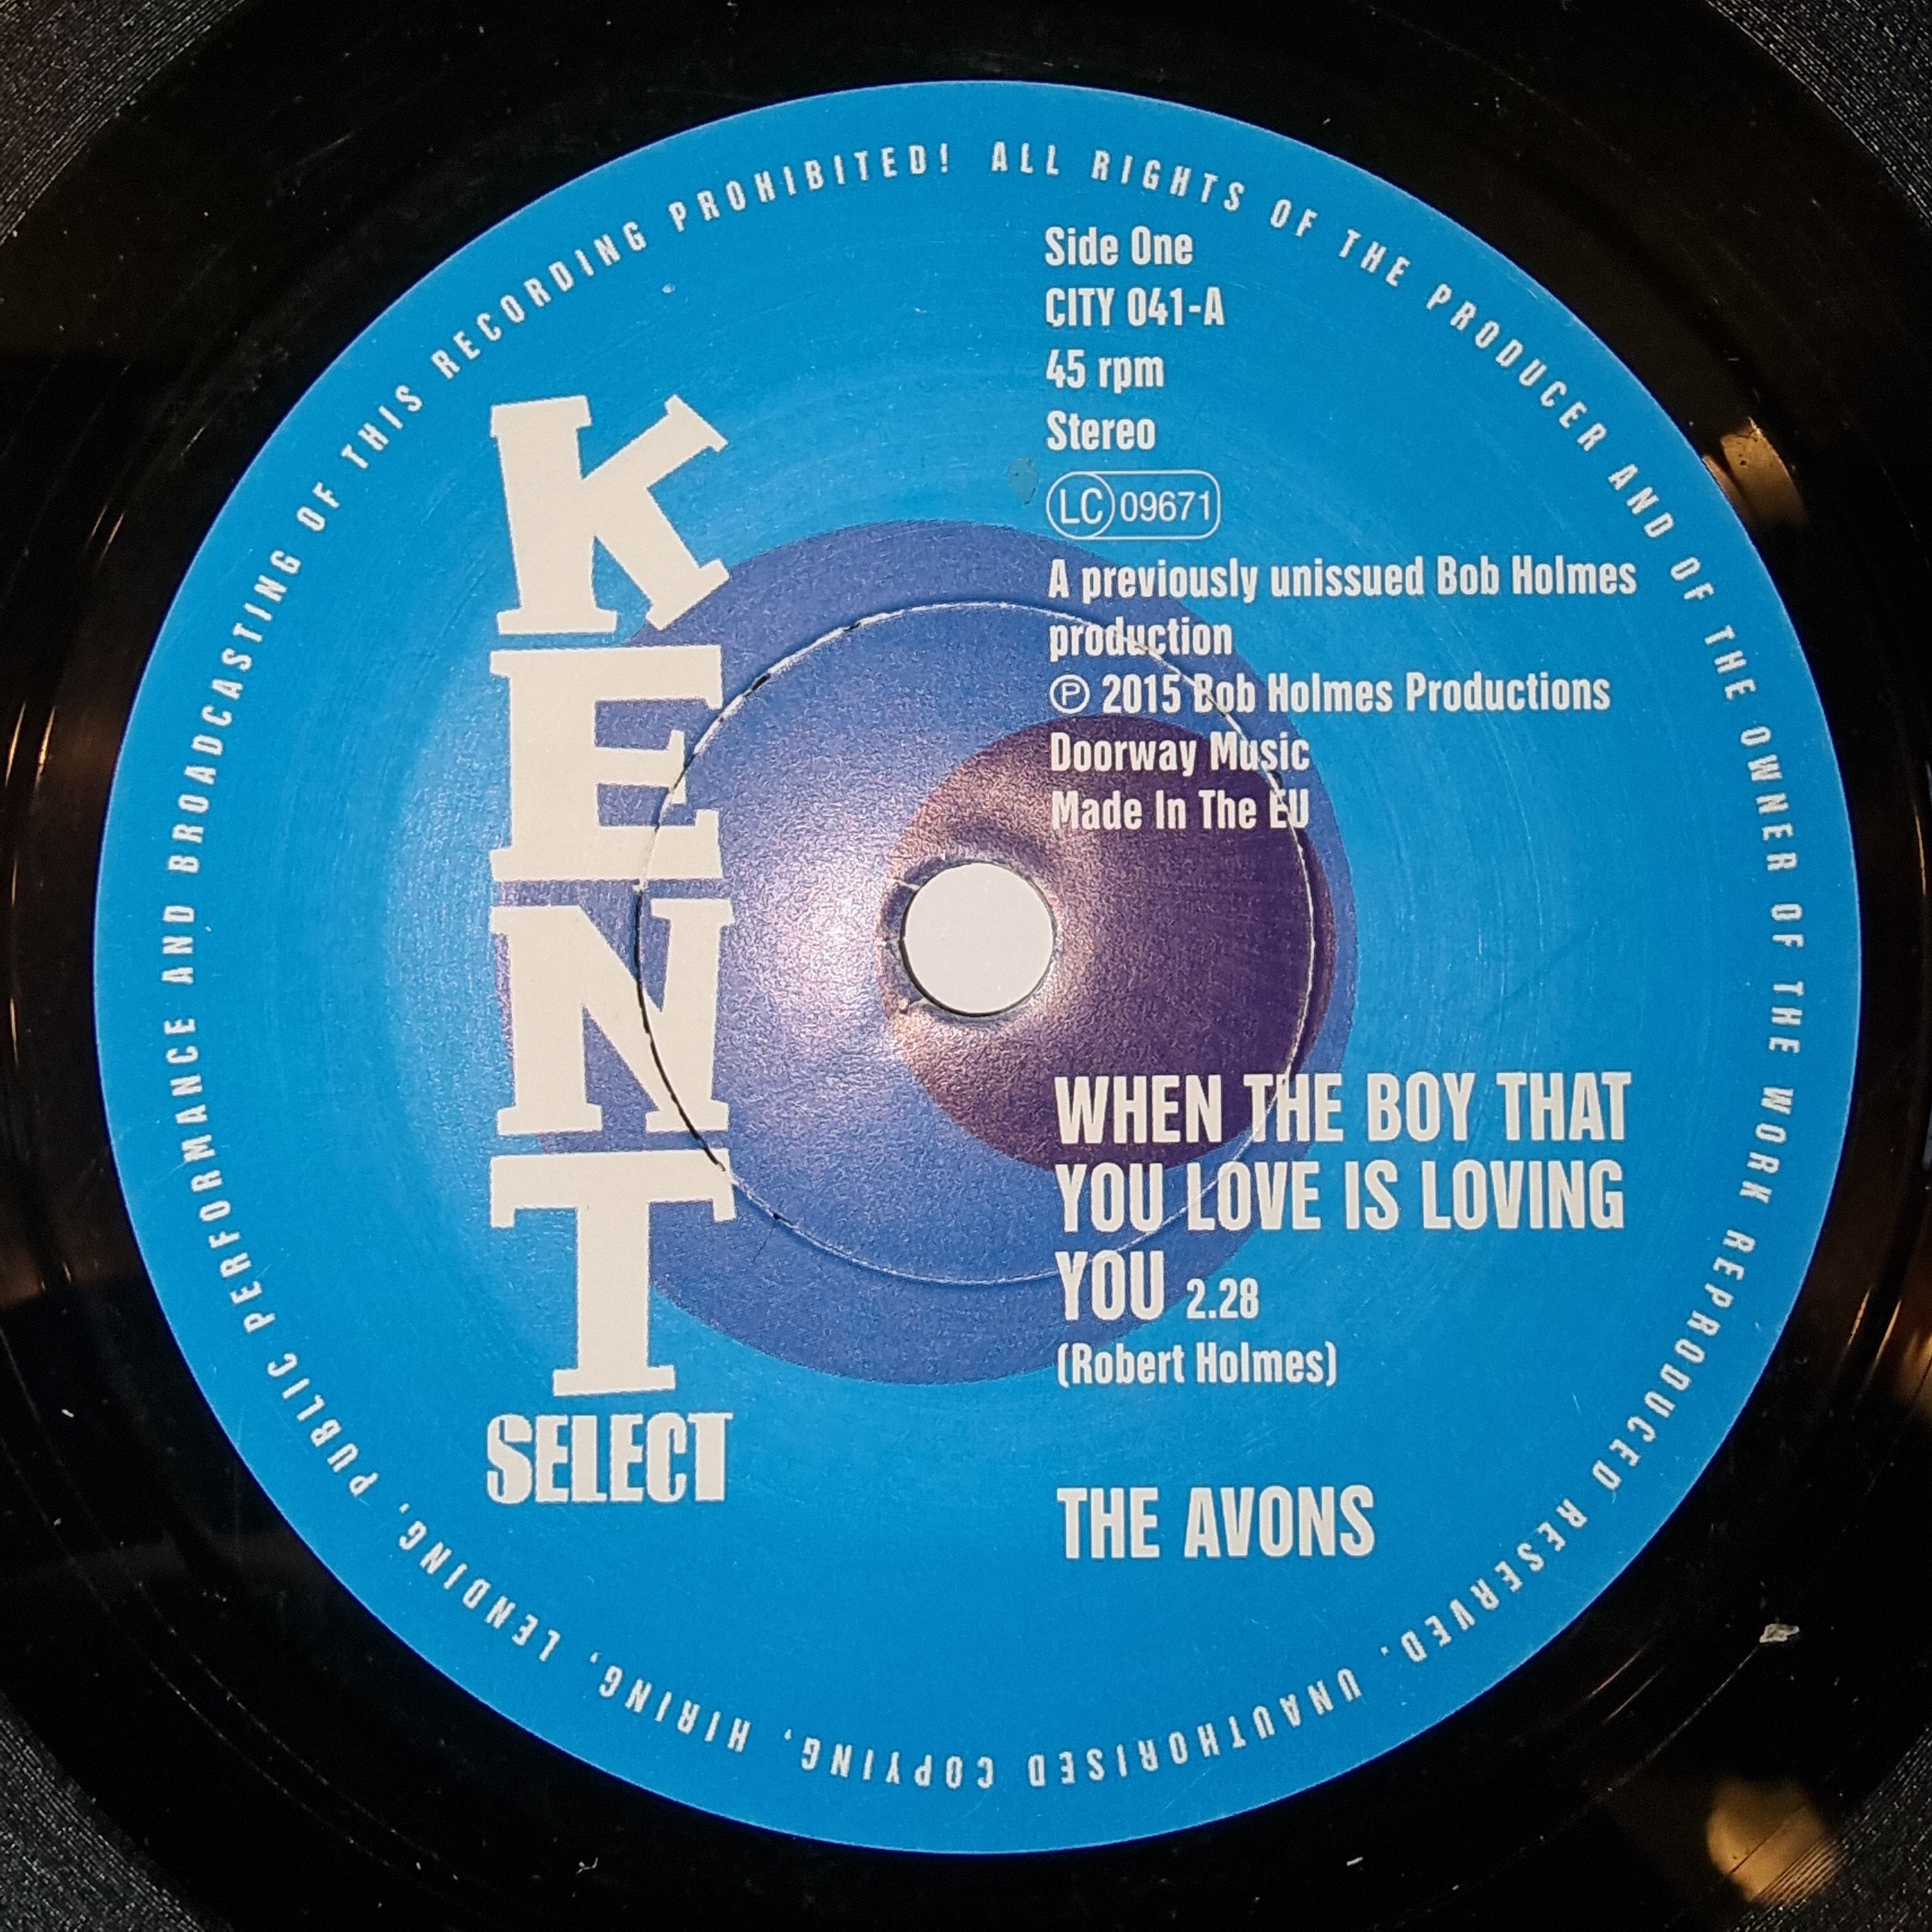 ALL RIGHTS OF THE PRODUCER AND OF THE OWNER OF THE WORK REPRODUCED RESERVED. UNAUTHORISED COPYING, HIRING, LENDING, PUBLIC PERFORMANCE AND BROADCASTING OF THIS RECORDING PROHIBITED!
KENT
SELECT
Side One
CITY 041-A
45 rpm
Stereo
LC 09671
A previously unissued Bob Holmes
production
℗ 2015 Bob Holmes Productions
Doorway Music
Made In The EU
WHEN THE BOY THAT
YOU LOVE IS LOVING
YOU 2.28
(Robert Holmes)
THE AVONS